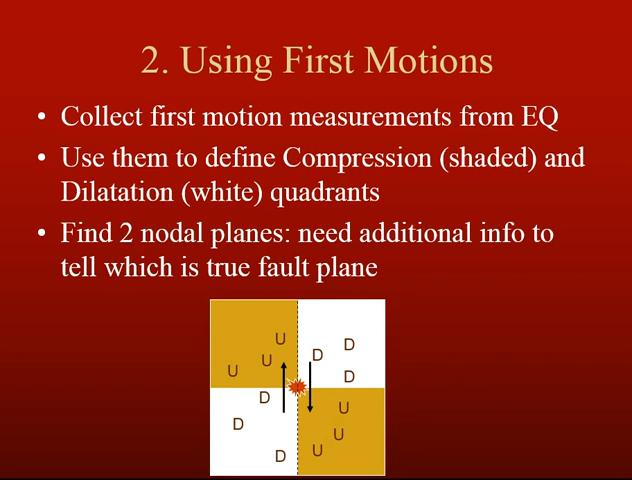 2. Using First Motions
• Collect first motion measurements from EQ
• Use them to define Compression (shaded) and
Dilatation (white) quadrants
• Find 2 nodal planes: need additional info to
tell which is true fault plane
U
D
U
D
U
D
D
U
D
U
D
U